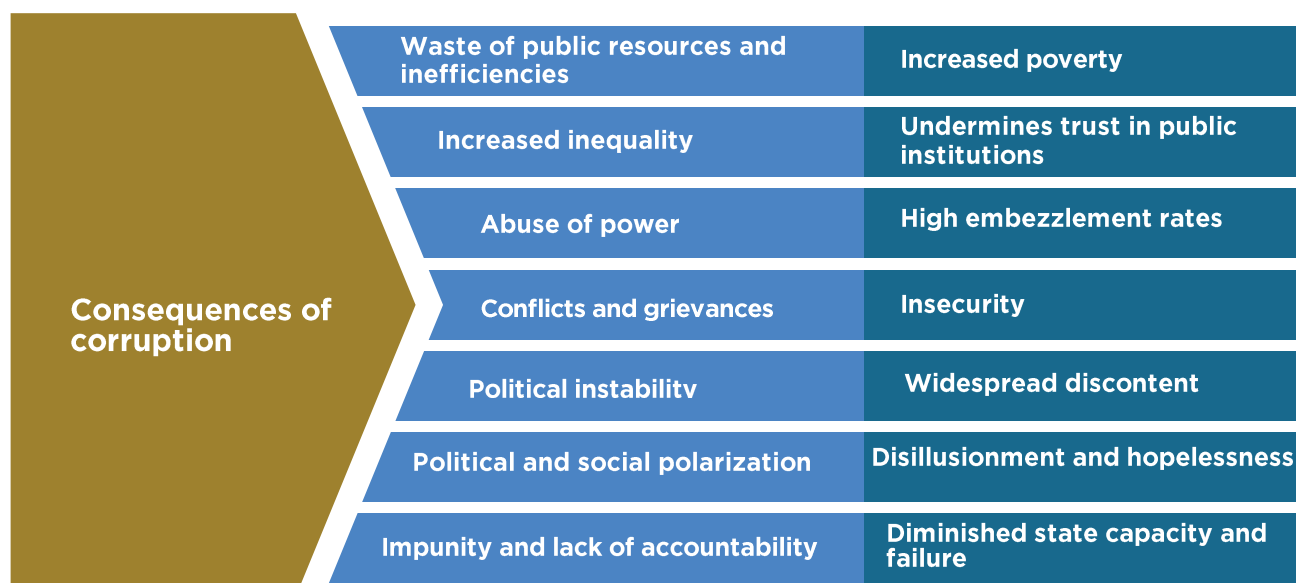 Consequences of
corruption
Waste of public resources and
inefficiencies
Increased poverty
Increased inequality
Undermines trust in public
institutions
Abuse of power
High embezzlement rates
Conflicts and grievances
Insecurity
Political instability
Widespread discontent
Political and social polarization
Disillusionment and hopelessness
Impunity and lack of accountability
Diminished state capacity and
failure